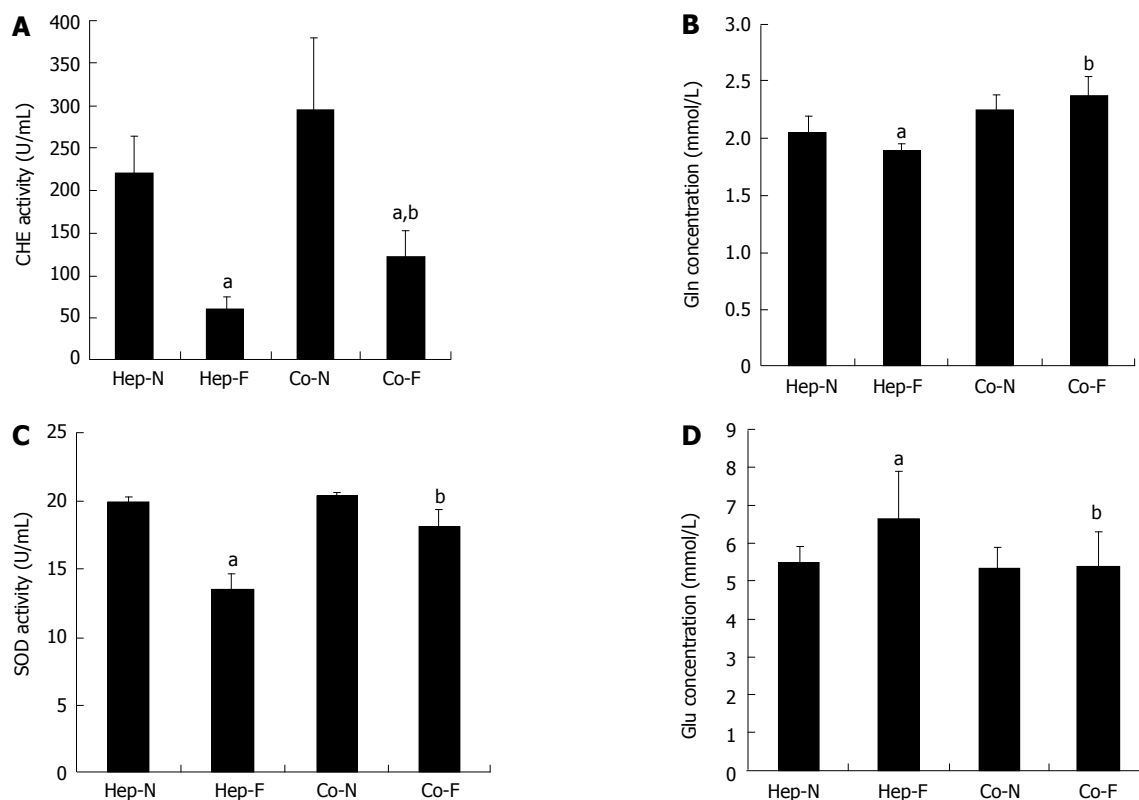 A
CHE activity (U/mL)
400
350
300
250
200
150
100
50
0
a
a,b
Hep-N Hep-F Co-N Co-F
B
Gln concentration (mmol/L)
3.0
2.5
2.0
1.5
1.0
0.5
0
a
b
Hep-N Hep-F Co-N Co-F
C
SOD activity (U/mL)
25
20
15
10
5
0
a
b
Hep-N Hep-F Co-N Co-F
D
Glu concentration (mmol/L)
9
8
7
6
5
4
3
2
1
0
a
b
Hep-N Hep-F Co-N Co-F